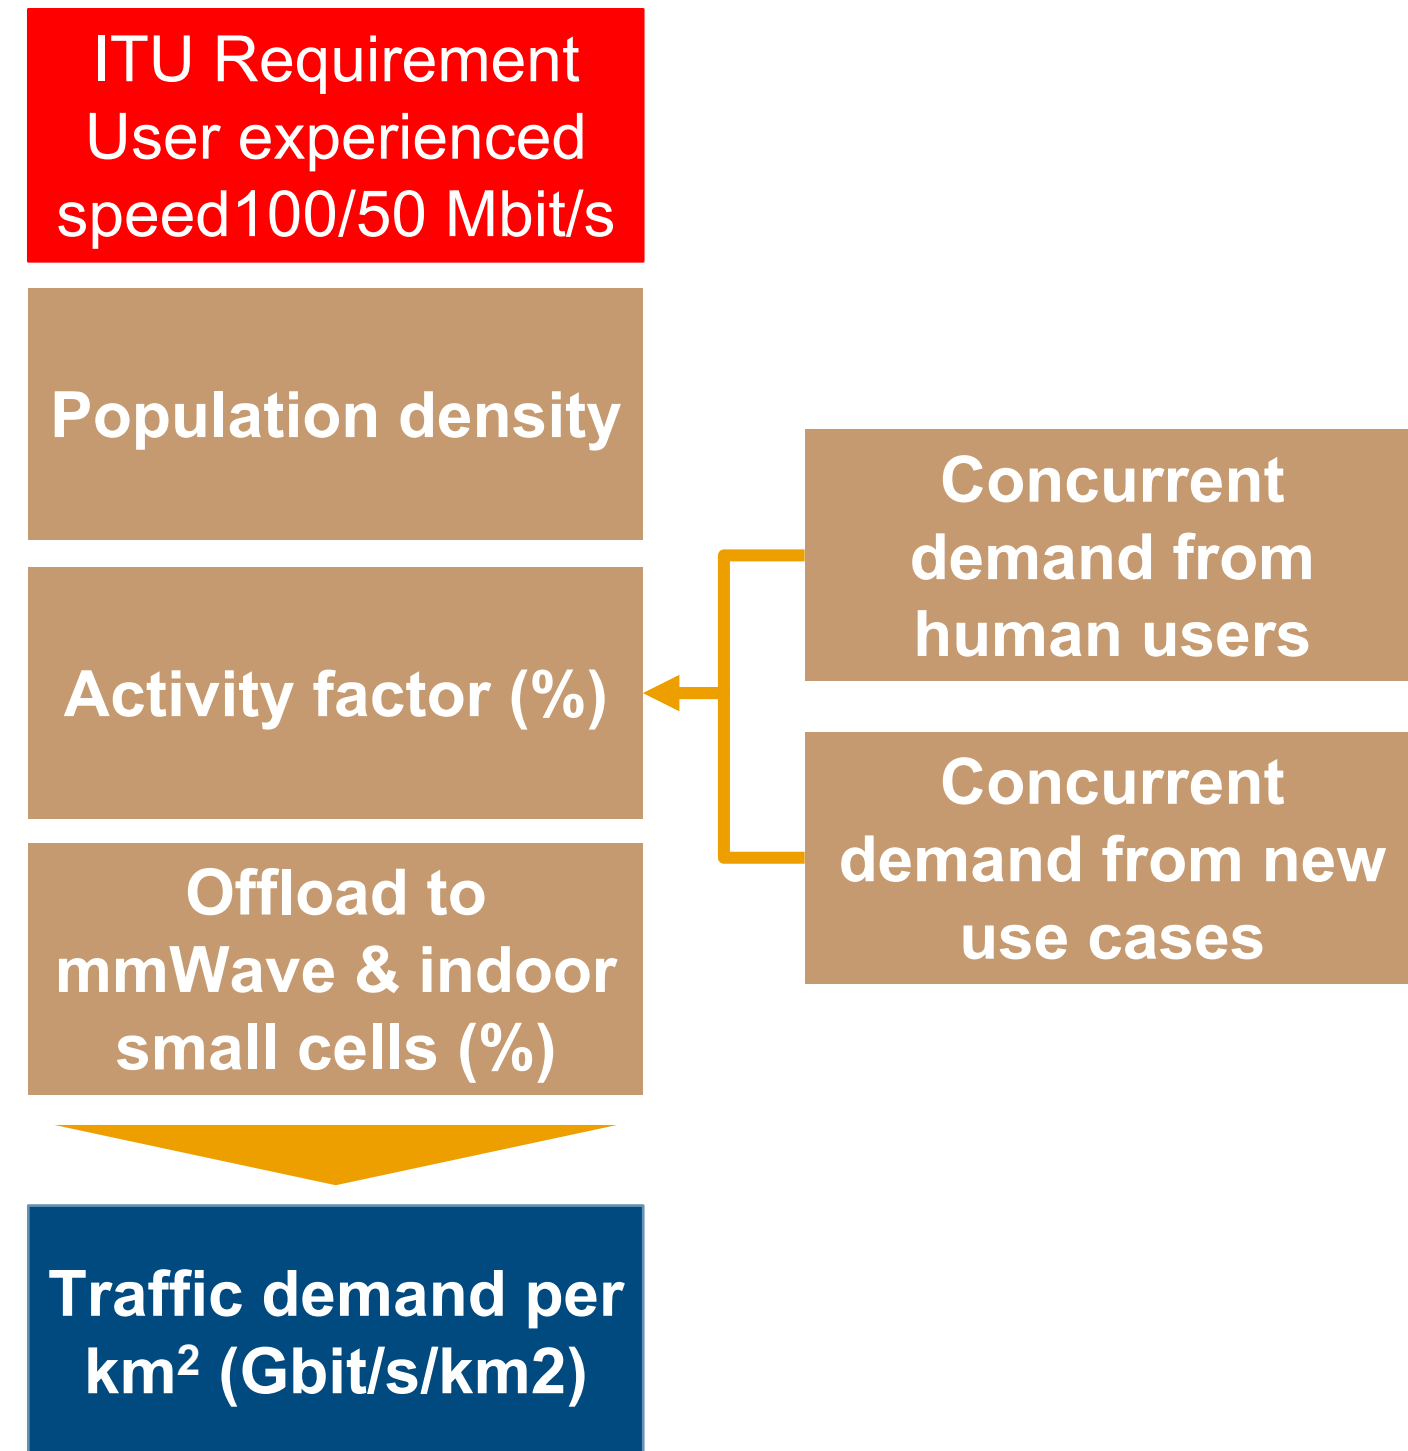 ITU Requirement
User experienced
speed100/50 Mbit/s
Population density
Activity factor (%)
Offload to
mmWave & indoor
small cells (%)
Traffic demand per
km² (Gbit/s/km2)
Concurrent
demand from
human users
Concurrent
demand from new
use cases